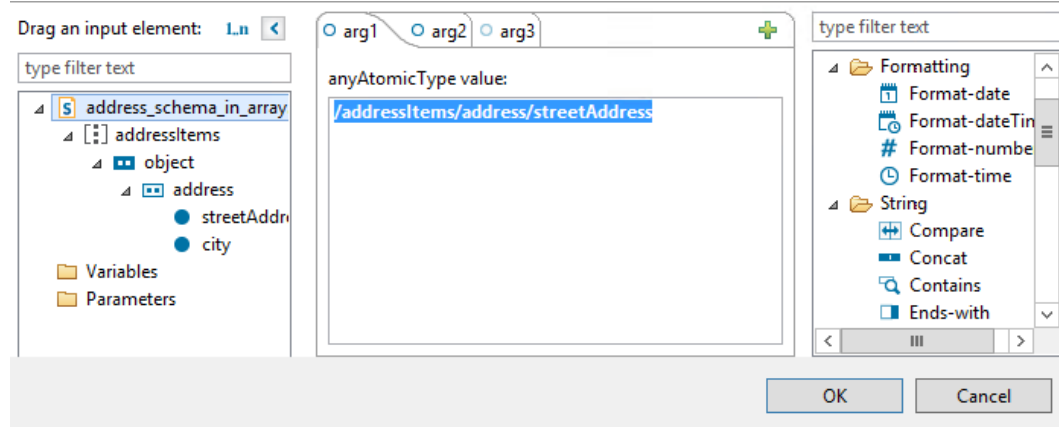 Drag an input element: 1..n
type filter text
address_schema_in_array
addressItems
object
address
streetAddre
city
Variables
Parameters
arg1 arg2 arg3
anyAtomicType value:
/addressItems/address/streetAddress
type filter text
Formatting
Format-date
Format-dateTin
Format-numbe
Format-time
String
Compare
Concat
Contains
Ends-with
OK Cancel